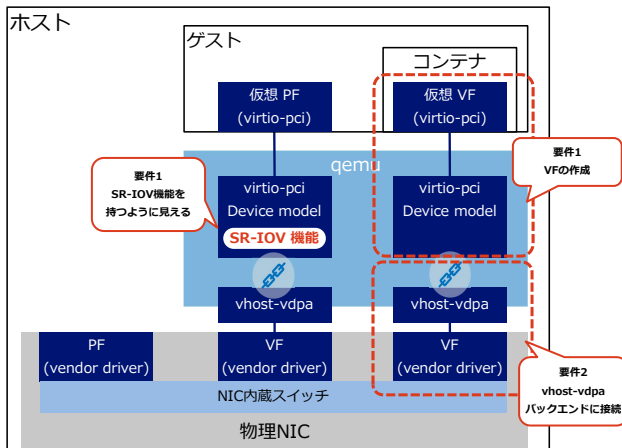 ホスト
ゲスト
コンテナ
仮想 PF
(virtio-pci)
仮想 VF
(virtio-pci)
qemu
要件1
SR-IOV機能を
持つように見える
virtio-pci
Device model
SR-IOV 機能
virtio-pci
Device model
要件1
VFの作成
vhost-vdpa
vhost-vdpa
PF
(vendor driver)
VF
(vendor driver)
VF
(vendor driver)
要件2
vhost-vdpa
バックエンドに接続
NIC内蔵スイッチ
物理NIC